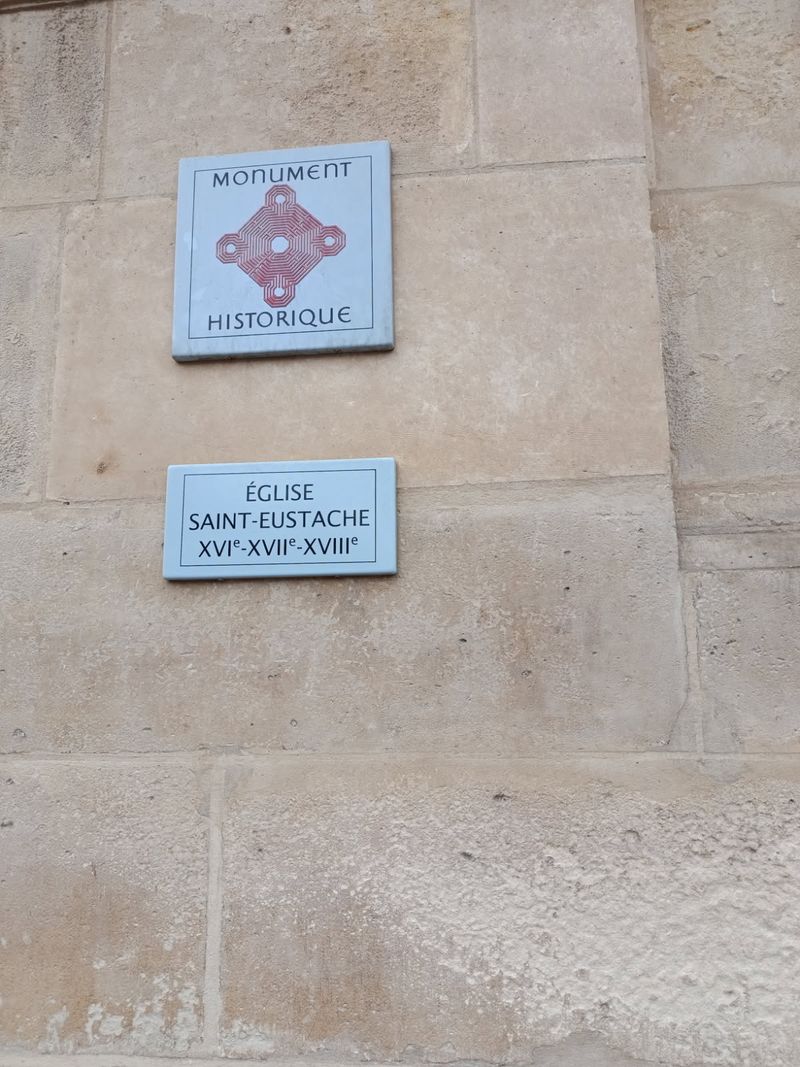 MONUMENT
HISTORIQUE
ÉGLISE
SAINT-EUSTACHE
XVIe-XVIIe-XVIIIe